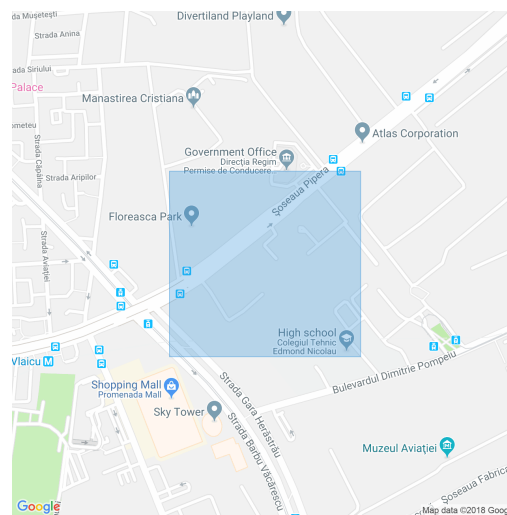 Strada Mușetești
Divertiland Playland
Strada Anina
Strada Siriului
Palace
Manastirea Cristiana
ometeu
Atlas Corporation
Strada Căpâlna
Government Office
Direcția Regim
Permise de Conducere...
Strada Aripilor
Șoseaua Pipera
Floreasca Park
Strada Aviației
High school
Colegiul Tehnic
Edmond Nicolau
Vlaicu M
Bulevardul Dimitrie Pompeiu
Shopping Mall
Promenada Mall
Strada Gara Herăstrău
Sky Tower
Strada Barbu Văcărescu
Muzeul Aviației
Șoseaua Fabrica
Google
Map data ©2018 Goog